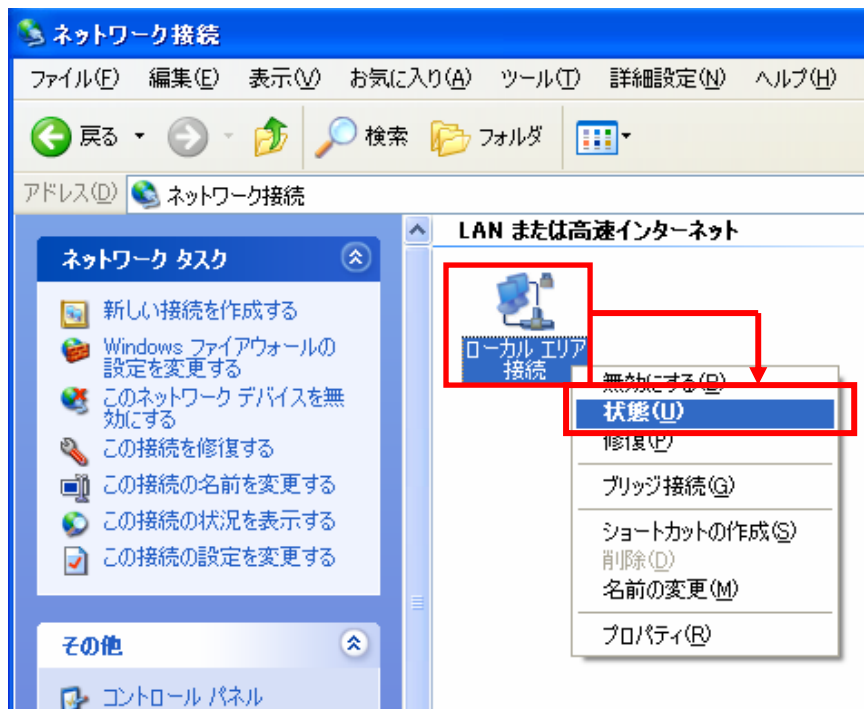 ネットワーク接続
ファイル(F) 編集(E) 表示(V) お気に入り(A) ツール(T) 詳細設定(N) ヘルプ(H)
戻る 検索 フォルダ
アドレス(D) ネットワーク接続
ネットワーク タスク
新しい接続を作成する
Windows ファイアウォールの
設定を変更する
このネットワーク デバイスを無
効にする
この接続を修復する
この接続の名前を変更する
この接続の状況を表示する
この接続の設定を変更する
その他
コントロール パネル
LAN または高速インターネット
ローカル エリア
接続
無効にする(B)
状態(U)
修復(P)
ブリッジ接続(G)
ショートカットの作成(S)
削除(D)
名前の変更(M)
プロパティ(R)